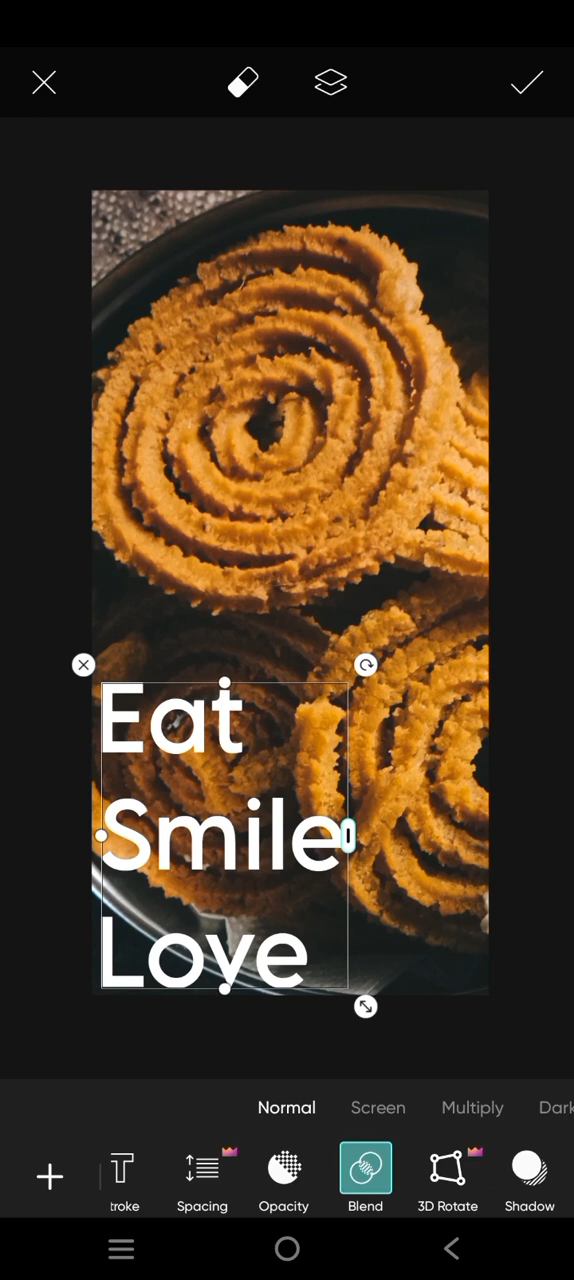 Eat
Smile
Love
Normal Screen Multiply Dark
troke Spacing Opacity Blend 3D Rotate Shadow